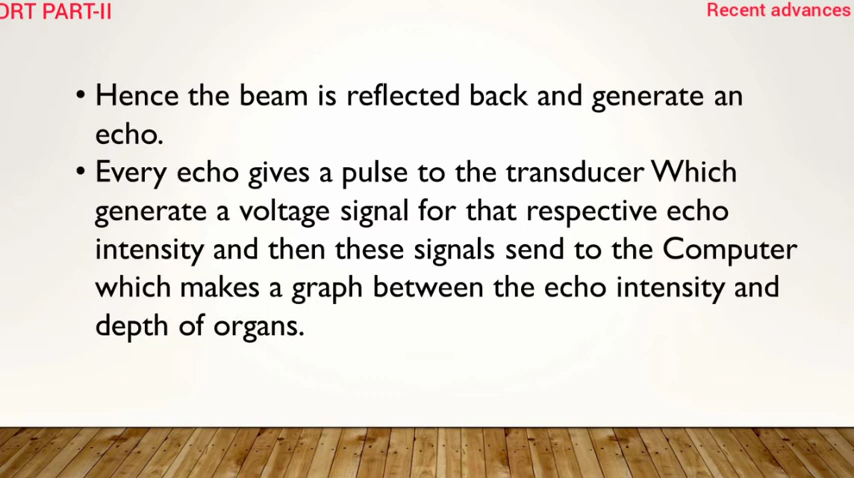 ORT PART-II
Recent advances
• Hence the beam is reflected back and generate an
echo.
• Every echo gives a pulse to the transducer Which
generate a voltage signal for that respective echo
intensity and then these signals send to the Computer
which makes a graph between the echo intensity and
depth of organs.